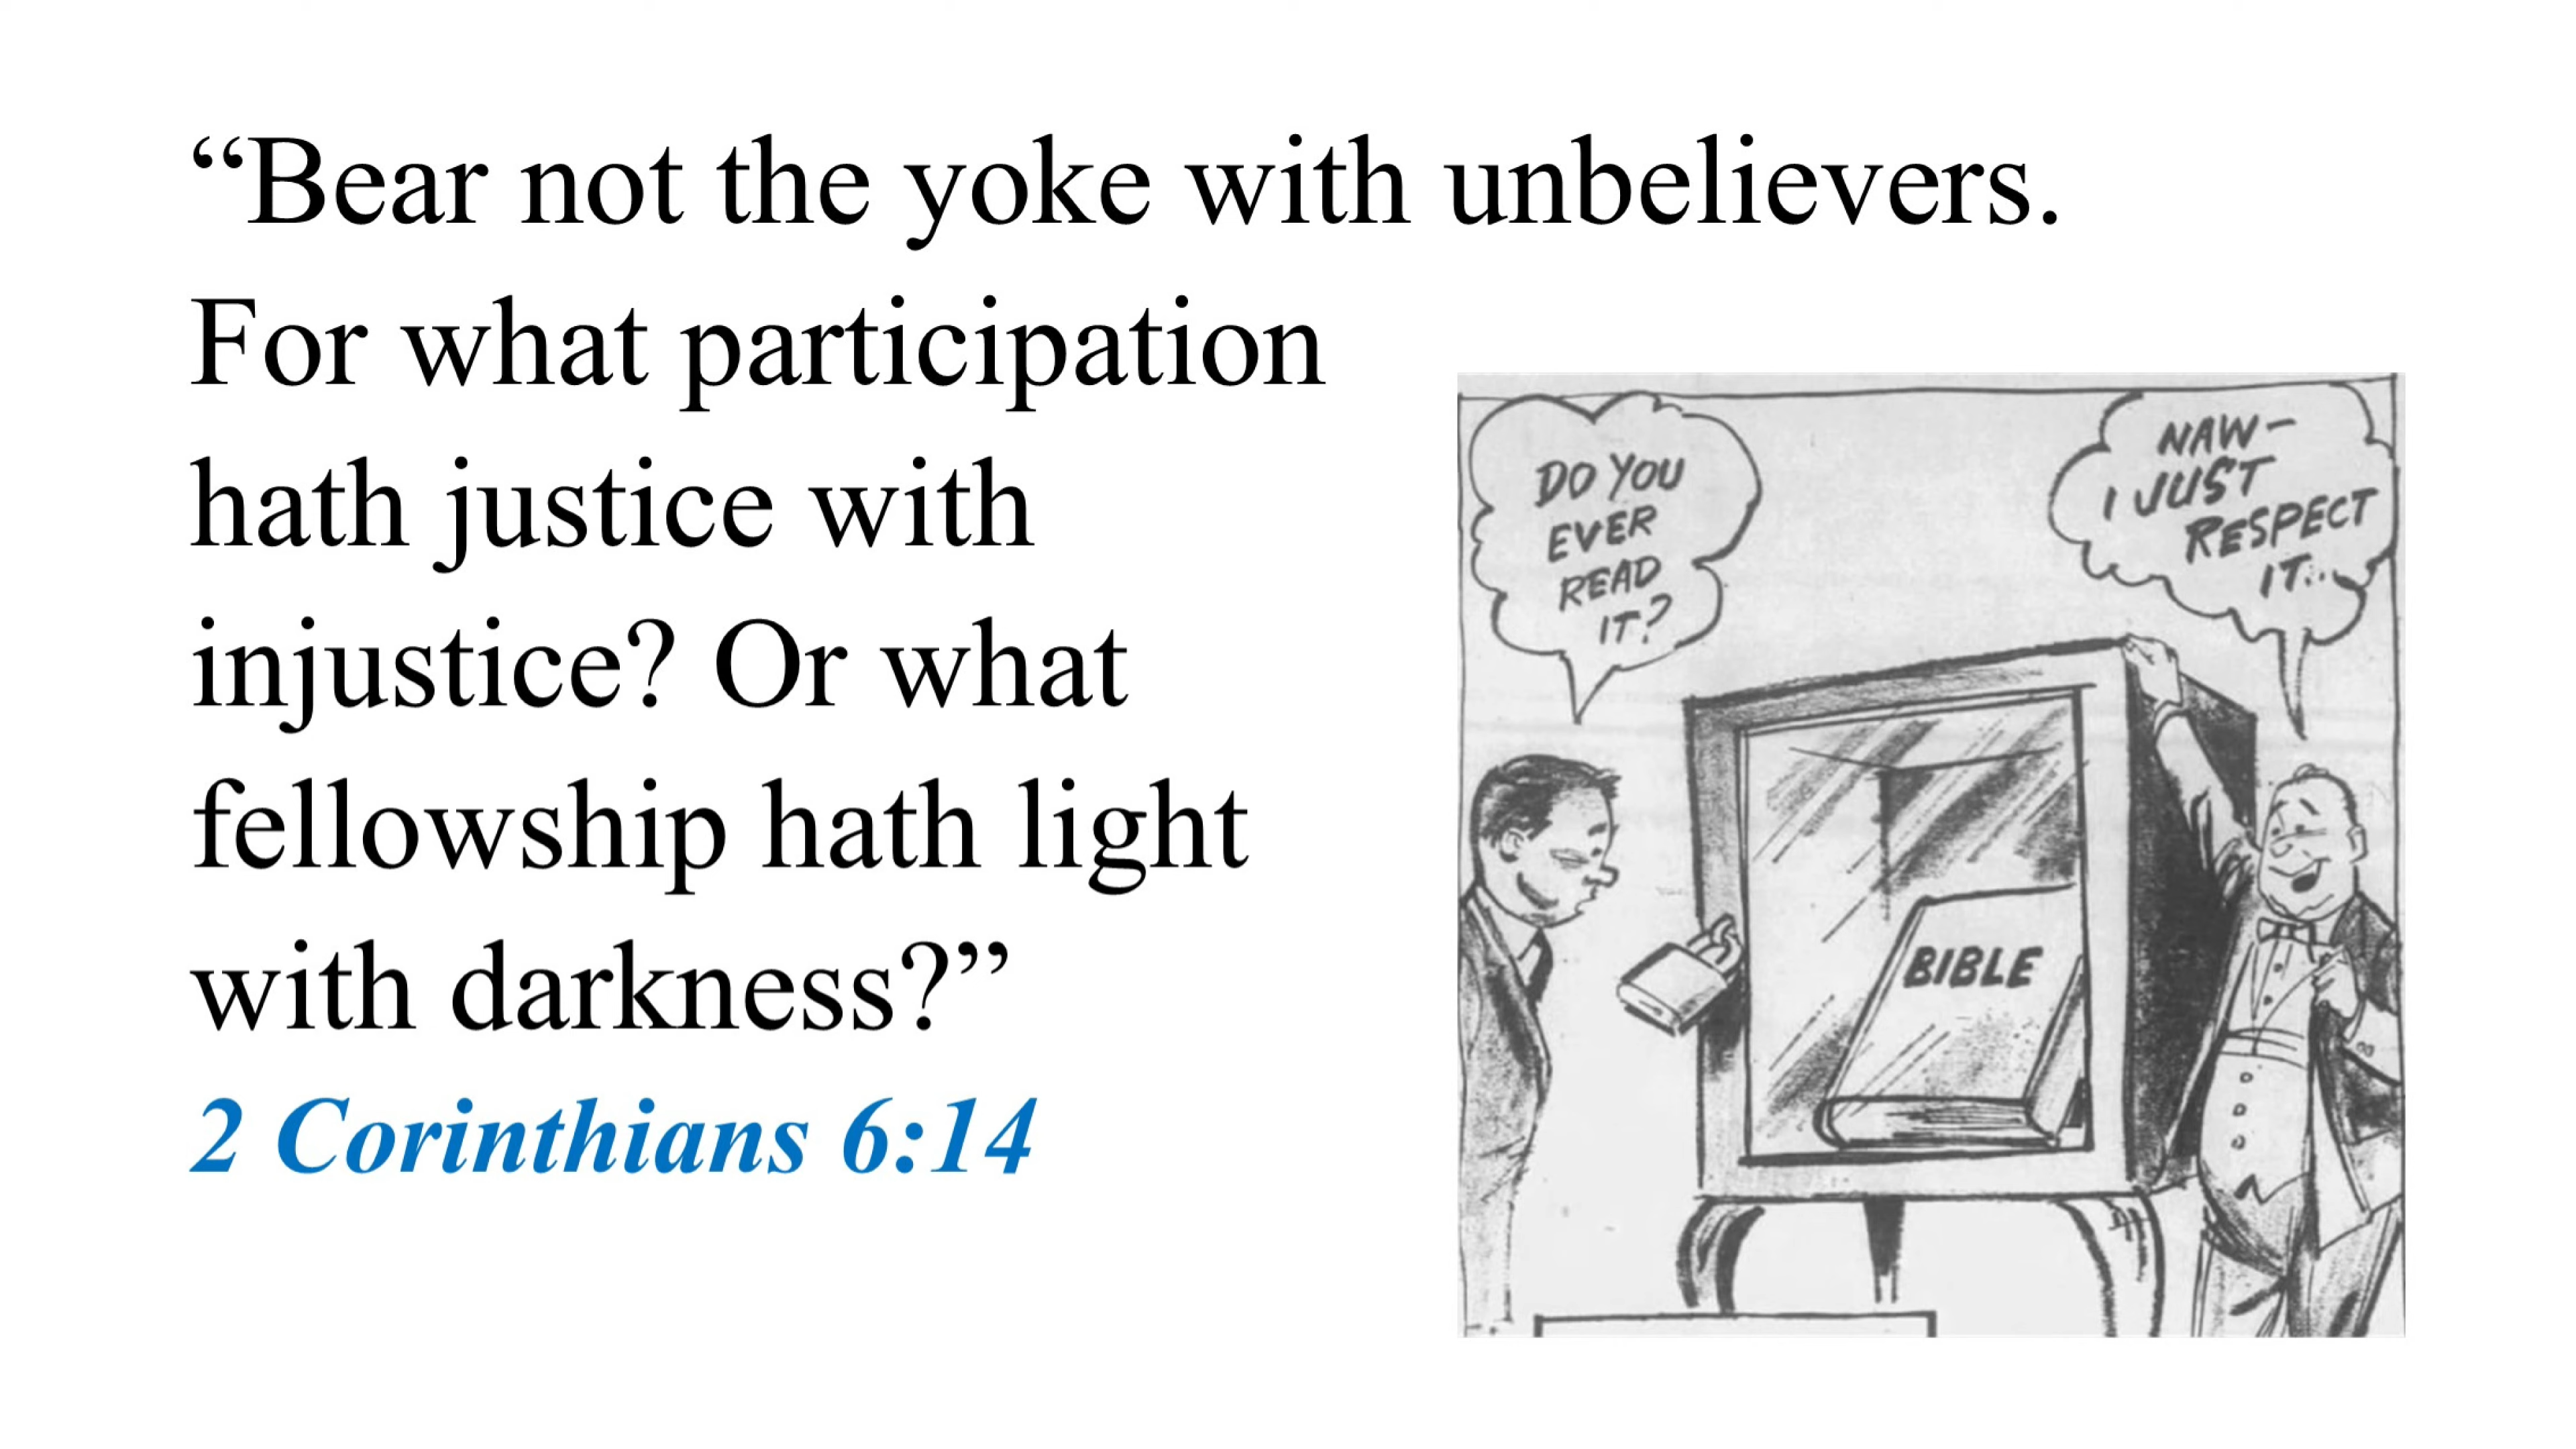 “Bear not the yoke with unbelievers.
For what participation
hath justice with
injustice? Or what
fellowship hath light
with darkness?”
2 Corinthians 6:14
DO YOU
EVER
READ
IT?
NAW-
I JUST
RESPECT
IT..
BIBLE